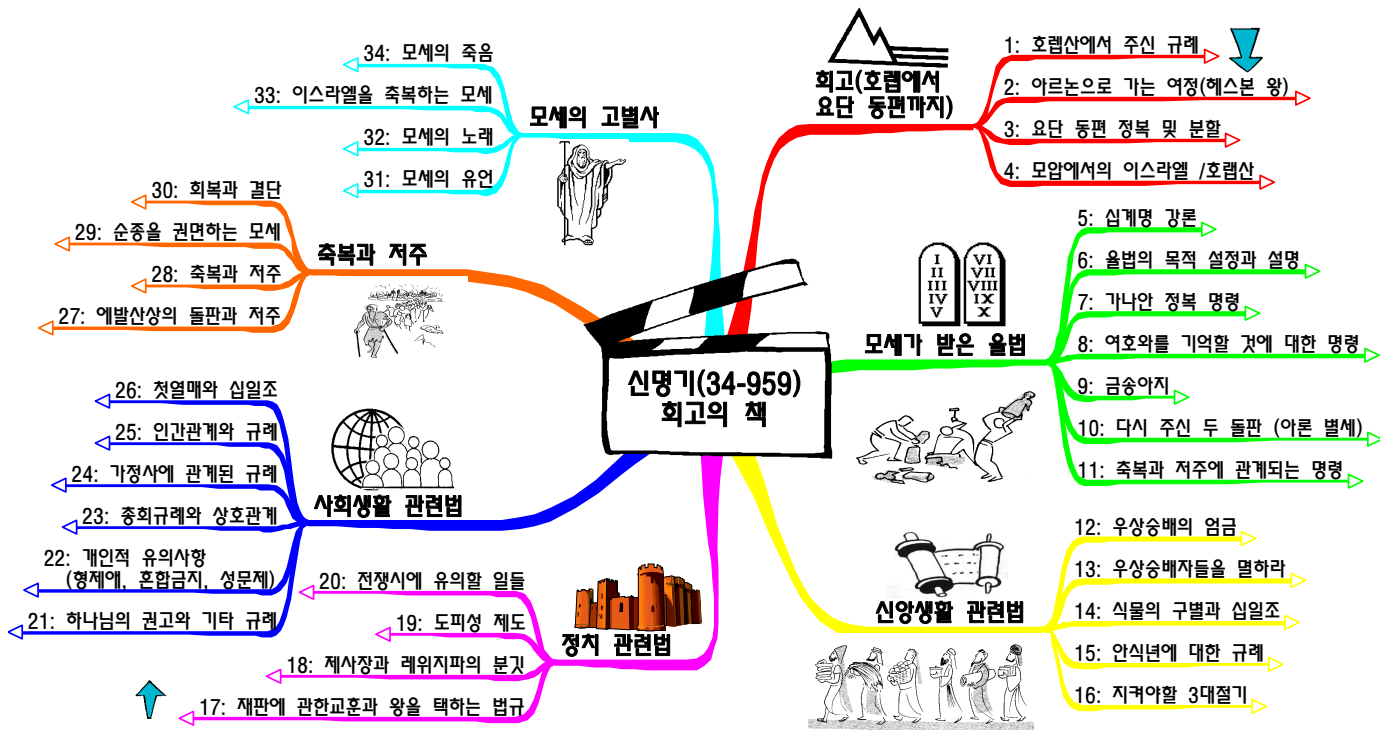 신명기(34-959)
회고의 책
회고(호렙에서
요단 동편까지)
1: 호렙산에서 주신 규례
2: 아르논으로 가는 여정(헤스본 왕)
3: 요단 동편 정복 및 분할
4: 모압에서의 이스라엘 /호랩산
I
II
III
IV
V
VI
VII
VIII
IX
X
모세가 받은 율법
5: 십계명 강론
6: 율법의 목적 설정과 설명
7: 가나안 정복 명령
8: 여호와를 기억할 것에 대한 명령
9: 금송아지
10: 다시 주신 두 돌판 (아론 별세)
11: 축복과 저주에 관계되는 명령
신앙생활 관련법
12: 우상숭배의 엄금
13: 우상숭배자들을 멸하라
14: 식물의 구별과 십일조
15: 안식년에 대한 규례
16: 지켜야할 3대절기
정치 관련법
20: 전쟁시에 유의할 일들
19: 도피성 제도
18: 제사장과 레위지파의 분깃
17: 재판에 관한교훈과 왕을 택하는 법규
사회생활 관련법
26: 첫열매와 십일조
25: 인간관계와 규례
24: 가정사에 관계된 규례
23: 총회규례와 상호관계
22: 개인적 유의사항
(형제애, 혼합금지, 성문제)
21: 하나님의 권고와 기타 규례
축복과 저주
30: 회복과 결단
29: 순종을 권면하는 모세
28: 축복과 저주
27: 에발산상의 돌판과 저주
모세의 고별사
34: 모세의 죽음
33: 이스라엘을 축복하는 모세
32: 모세의 노래
31: 모세의 유언